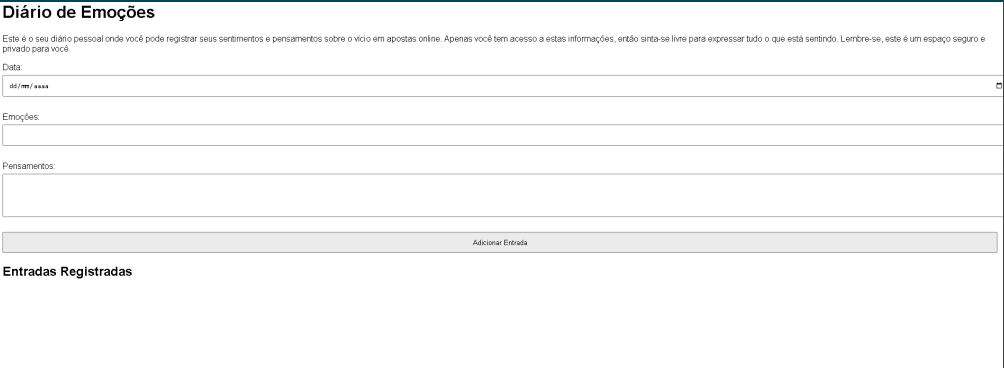 Diário de Emoções
Este é o seu diário pessoal onde você pode registrar seus sentimentos e pensamentos sobre o vício em apostas online. Apenas você tem acesso a estas informações, então sinta-se livre para expressar tudo o que está sentindo. Lembre-se, este é um espaço seguro e
privado para você.
Data:
dd/mm/aaaa
Emoções:
Pensamentos:
Adicionar Entrada
Entradas Registradas